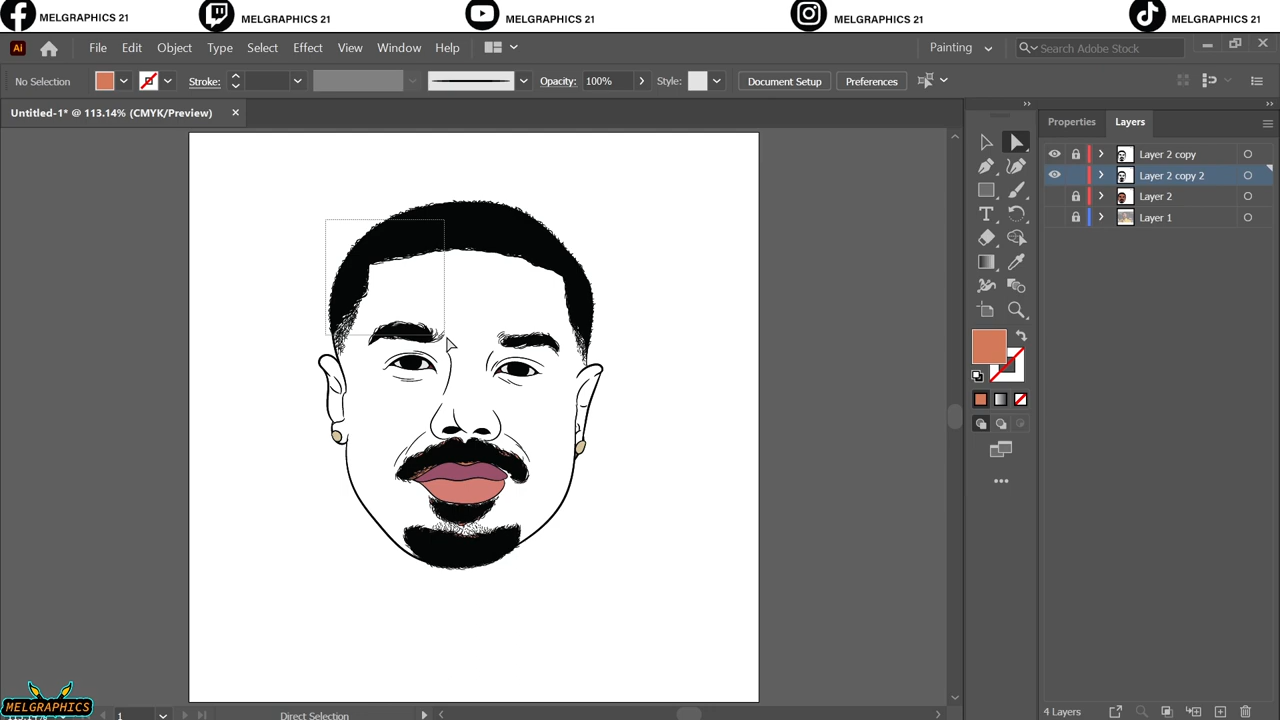 MELGRAPHICS 21 MELGRAPHICS 21 MELGRAPHICS 21 MELGRAPHICS 21 MELGRAPHICS 21
Ai File Edit Object Type Select Effect View Window Help Painting Search Adobe Stock
No Selection Stroke: Opacity: 100% Style: Document Setup Preferences
Untitled-1* @ 113.14% (CMYK/Preview)
Properties Layers
Layer 2 copy
Layer 2 copy 2
Layer 2
Layer 1
MELGRAPHICS
1 Direct Selection 4 Layers